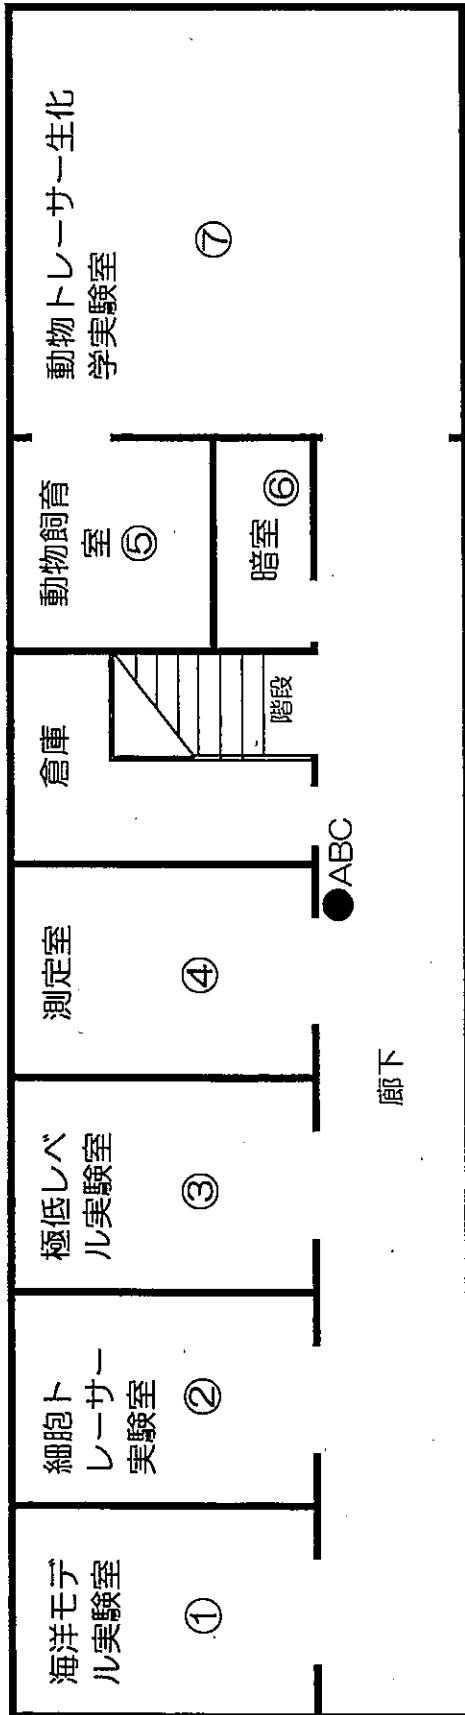 海洋モデ
ル実験室
①
細胞ト
レーサー
実験室
②
極低レベ
ル実験室
③
測定室
④
倉庫
階段
動物飼育
室
⑤
暗室
⑥
動物トレーサー生化
学実験室
⑦
ABC
廊下